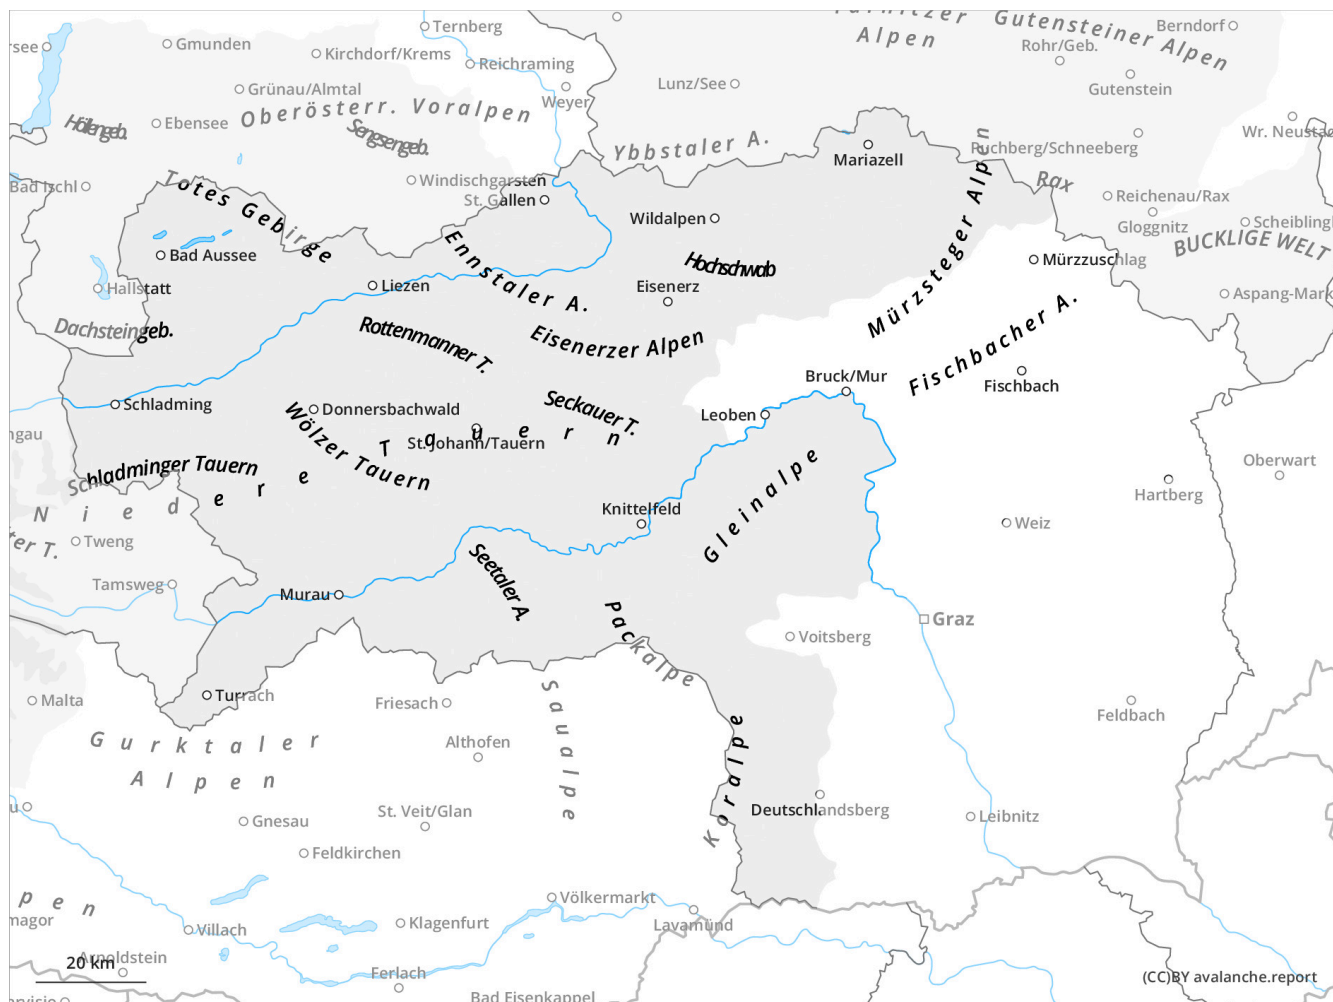 Ternberg
Gutensteiner Alpen
Berndorf
Gmunden
Kirchdorf/Krems
Reichraming
Alpen
Rohr/Geb.
Grünau/Almtal
Weyer
Lunz/See
Gutenstein
Höllengeb.
Ebensee
Oberösterr. Voralpen
Sengsengeb.
Ybbstaler A.
Mariazell
Puchberg/Schneeberg
Bad Ischl
Totes Gebirge
Windischgarsten
St. Gallen
Rax
Reichenau/Rax
Gloggnitz
Wildalpen
BUCKLIGE WELT
Bad Aussee
Ennstaler A.
Hochschwab
Mürzsteger Alpen
Mürzzuschlag
Hallstatt
Liezen
Eisenerz
Dachsteingeb.
Rottenmanner T.
Eisenerzer Alpen
Fischbacher A.
Bruck/Mur
Fischbach
Schladming
Donnersbachwald
Wölzer Tauern
Seckauer T.
Leoben
St. Johann/Tauern
Schladminger Tauern
Niedere Tauern
Gleinalpe
Oberwart
Hartberg
Knittelfeld
Weiz
Tweng
Tamsweg
Murau
Seetaler A.
Packalpe
Graz
Voitsberg
Malta
Turrach
Friesach
Saualpe
Feldbach
Gurktaler
Alpen
Althofen
Koralpe
Deutschlandsberg
Gnesau
St. Veit/Glan
Leibnitz
Feldkirchen
Völkermarkt
Villach
Klagenfurt
Lavamünd
Arnoldstein
20 km
Ferlach
Bad Eisenkappel
(CC)BY avalanche.report